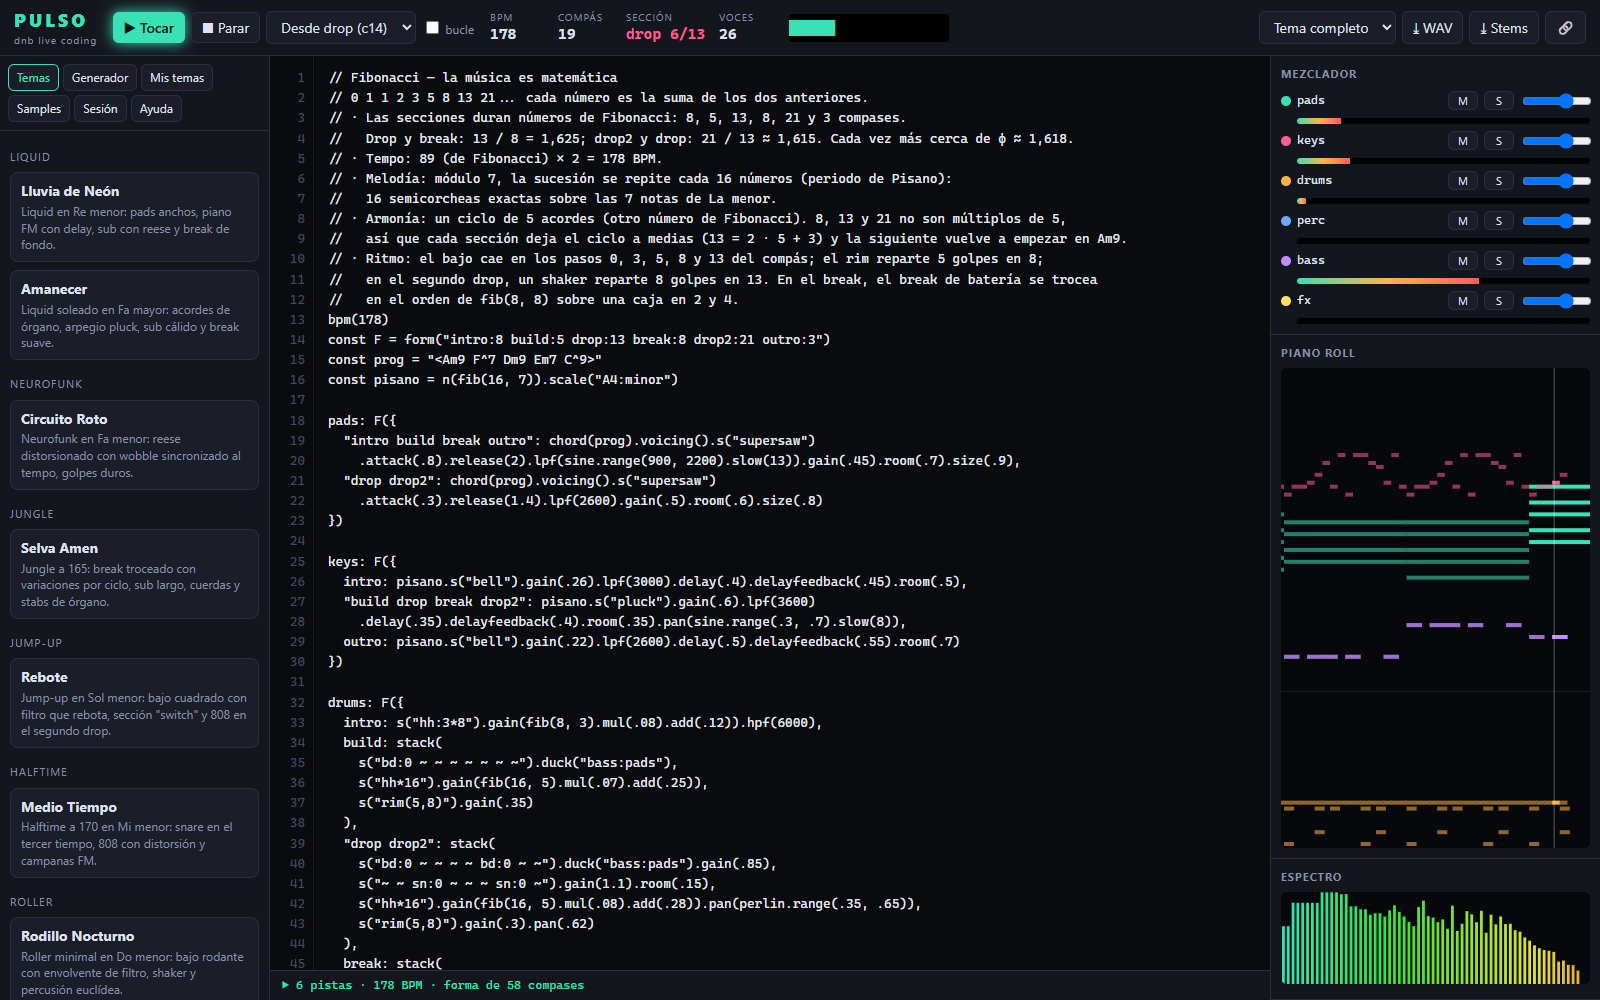 PULSO
dnb live coding
▶ Tocar
■ Parar
Desde drop (c14)
bucle
BPM
178
COMPÁS
19
SECCIÓN
drop 6/13
VOCES
26
Tema completo
↓ WAV
↓ Stems
Temas
Generador
Mis temas
Samples
Sesión
Ayuda
LIQUID
Lluvia de Neón
Liquid en Re menor: pads anchos, piano
FM con delay, sub con reese y break de
fondo.
Amanecer
Liquid soleado en Fa mayor: acordes de
órgano, arpegio pluck, sub cálido y break
suave.
NEUROFUNK
Circuito Roto
Neurofunk en Fa menor: reese
distorsionado con wobble sincronizado al
tempo, golpes duros.
JUNGLE
Selva Amen
Jungle a 165: break troceado con
variaciones por ciclo, sub largo, cuerdas y
stabs de órgano.
JUMP-UP
Rebote
Jump-up en Sol menor: bajo cuadrado con
filtro que rebota, sección "switch" y 808 en
el segundo drop.
HALFTIME
Medio Tiempo
Halftime a 170 en Mi menor: snare en el
tercer tiempo, 808 con distorsión y
campanas FM.
ROLLER
Rodillo Nocturno
Roller minimal en Do menor: bajo rodante
con envolvente de filtro, shaker y
percusión euclídea.
1 // Fibonacci — la música es matemática
2 // 0 1 1 2 3 5 8 13 21... cada número es la suma de los dos anteriores.
3 // · Las secciones duran números de Fibonacci: 8, 5, 13, 8, 21 y 3 compases.
4 //   Drop y break: 13 / 8 = 1,625; drop2 y drop: 21 / 13 ≈ 1,615. Cada vez más cerca de ϕ ≈ 1,618.
5 // · Tempo: 89 (de Fibonacci) × 2 = 178 BPM.
6 // · Melodía: módulo 7, la sucesión se repite cada 16 números (periodo de Pisano):
7 //   16 semicorcheas exactas sobre las 7 notas de La menor.
8 // · Armonía: un ciclo de 5 acordes (otro número de Fibonacci). 8, 13 y 21 no son múltiplos de 5,
9 //   así que cada sección deja el ciclo a medias (13 = 2 · 5 + 3) y la siguiente vuelve a empezar en Am9.
10 // · Ritmo: el bajo cae en los pasos 0, 3, 5, 8 y 13 del compás; el rim reparte 5 golpes en 8;
11 //   en el segundo drop, un shaker reparte 8 golpes en 13. En el break, el break de batería se trocea
12 //   en el orden de fib(8, 8) sobre una caja en 2 y 4.
13 bpm(178)
14 const F = form("intro:8 build:5 drop:13 break:8 drop2:21 outro:3")
15 const prog = "<Am9 F^7 Dm9 Em7 C^9>"
16 const pisano = n(fib(16, 7)).scale("A4:minor")
17
18 pads: F({
19   "intro build break outro": chord(prog).voicing().s("supersaw")
20     .attack(.8).release(2).lpf(sine.range(900, 2200).slow(13)).gain(.45).room(.7).size(.9),
21   "drop drop2": chord(prog).voicing().s("supersaw")
22     .attack(.3).release(1.4).lpf(2600).gain(.5).room(.6).size(.8)
23 })
24
25 keys: F({
26   intro: pisano.s("bell").gain(.26).lpf(3000).delay(.4).delayfeedback(.45).room(.5),
27   "build drop break drop2": pisano.s("pluck").gain(.6).lpf(3600)
28     .delay(.35).delayfeedback(.4).room(.35).pan(sine.range(.3, .7).slow(8)),
29   outro: pisano.s("bell").gain(.22).lpf(2600).delay(.5).delayfeedback(.55).room(.7)
30 })
31
32 drums: F({
33   intro: s("hh:3*8").gain(fib(8, 3).mul(.08).add(.12)).hpf(6000),
34   build: stack(
35     s("bd:0 ~ ~ ~ ~ ~ ~ ~").duck("bass:pads"),
36     s("hh*16").gain(fib(16, 5).mul(.07).add(.25)),
37     s("rim(5,8)").gain(.35)
38   ),
39   "drop drop2": stack(
40     s("bd:0 ~ ~ ~ ~ bd:0 ~ ~").duck("bass:pads").gain(.85),
41     s("~ ~ sn:0 ~ ~ ~ sn:0 ~").gain(1.1).room(.15),
42     s("hh*16").gain(fib(16, 5).mul(.08).add(.28)).pan(perlin.range(.35, .65)),
43     s("rim(5,8)").gain(.3).pan(.62)
44   ),
45   break: stack(
▶ 6 pistas · 178 BPM · forma de 58 compases
MEZCLADOR
pads M S
keys M S
drums M S
perc M S
bass M S
fx M S
PIANO ROLL
ESPECTRO